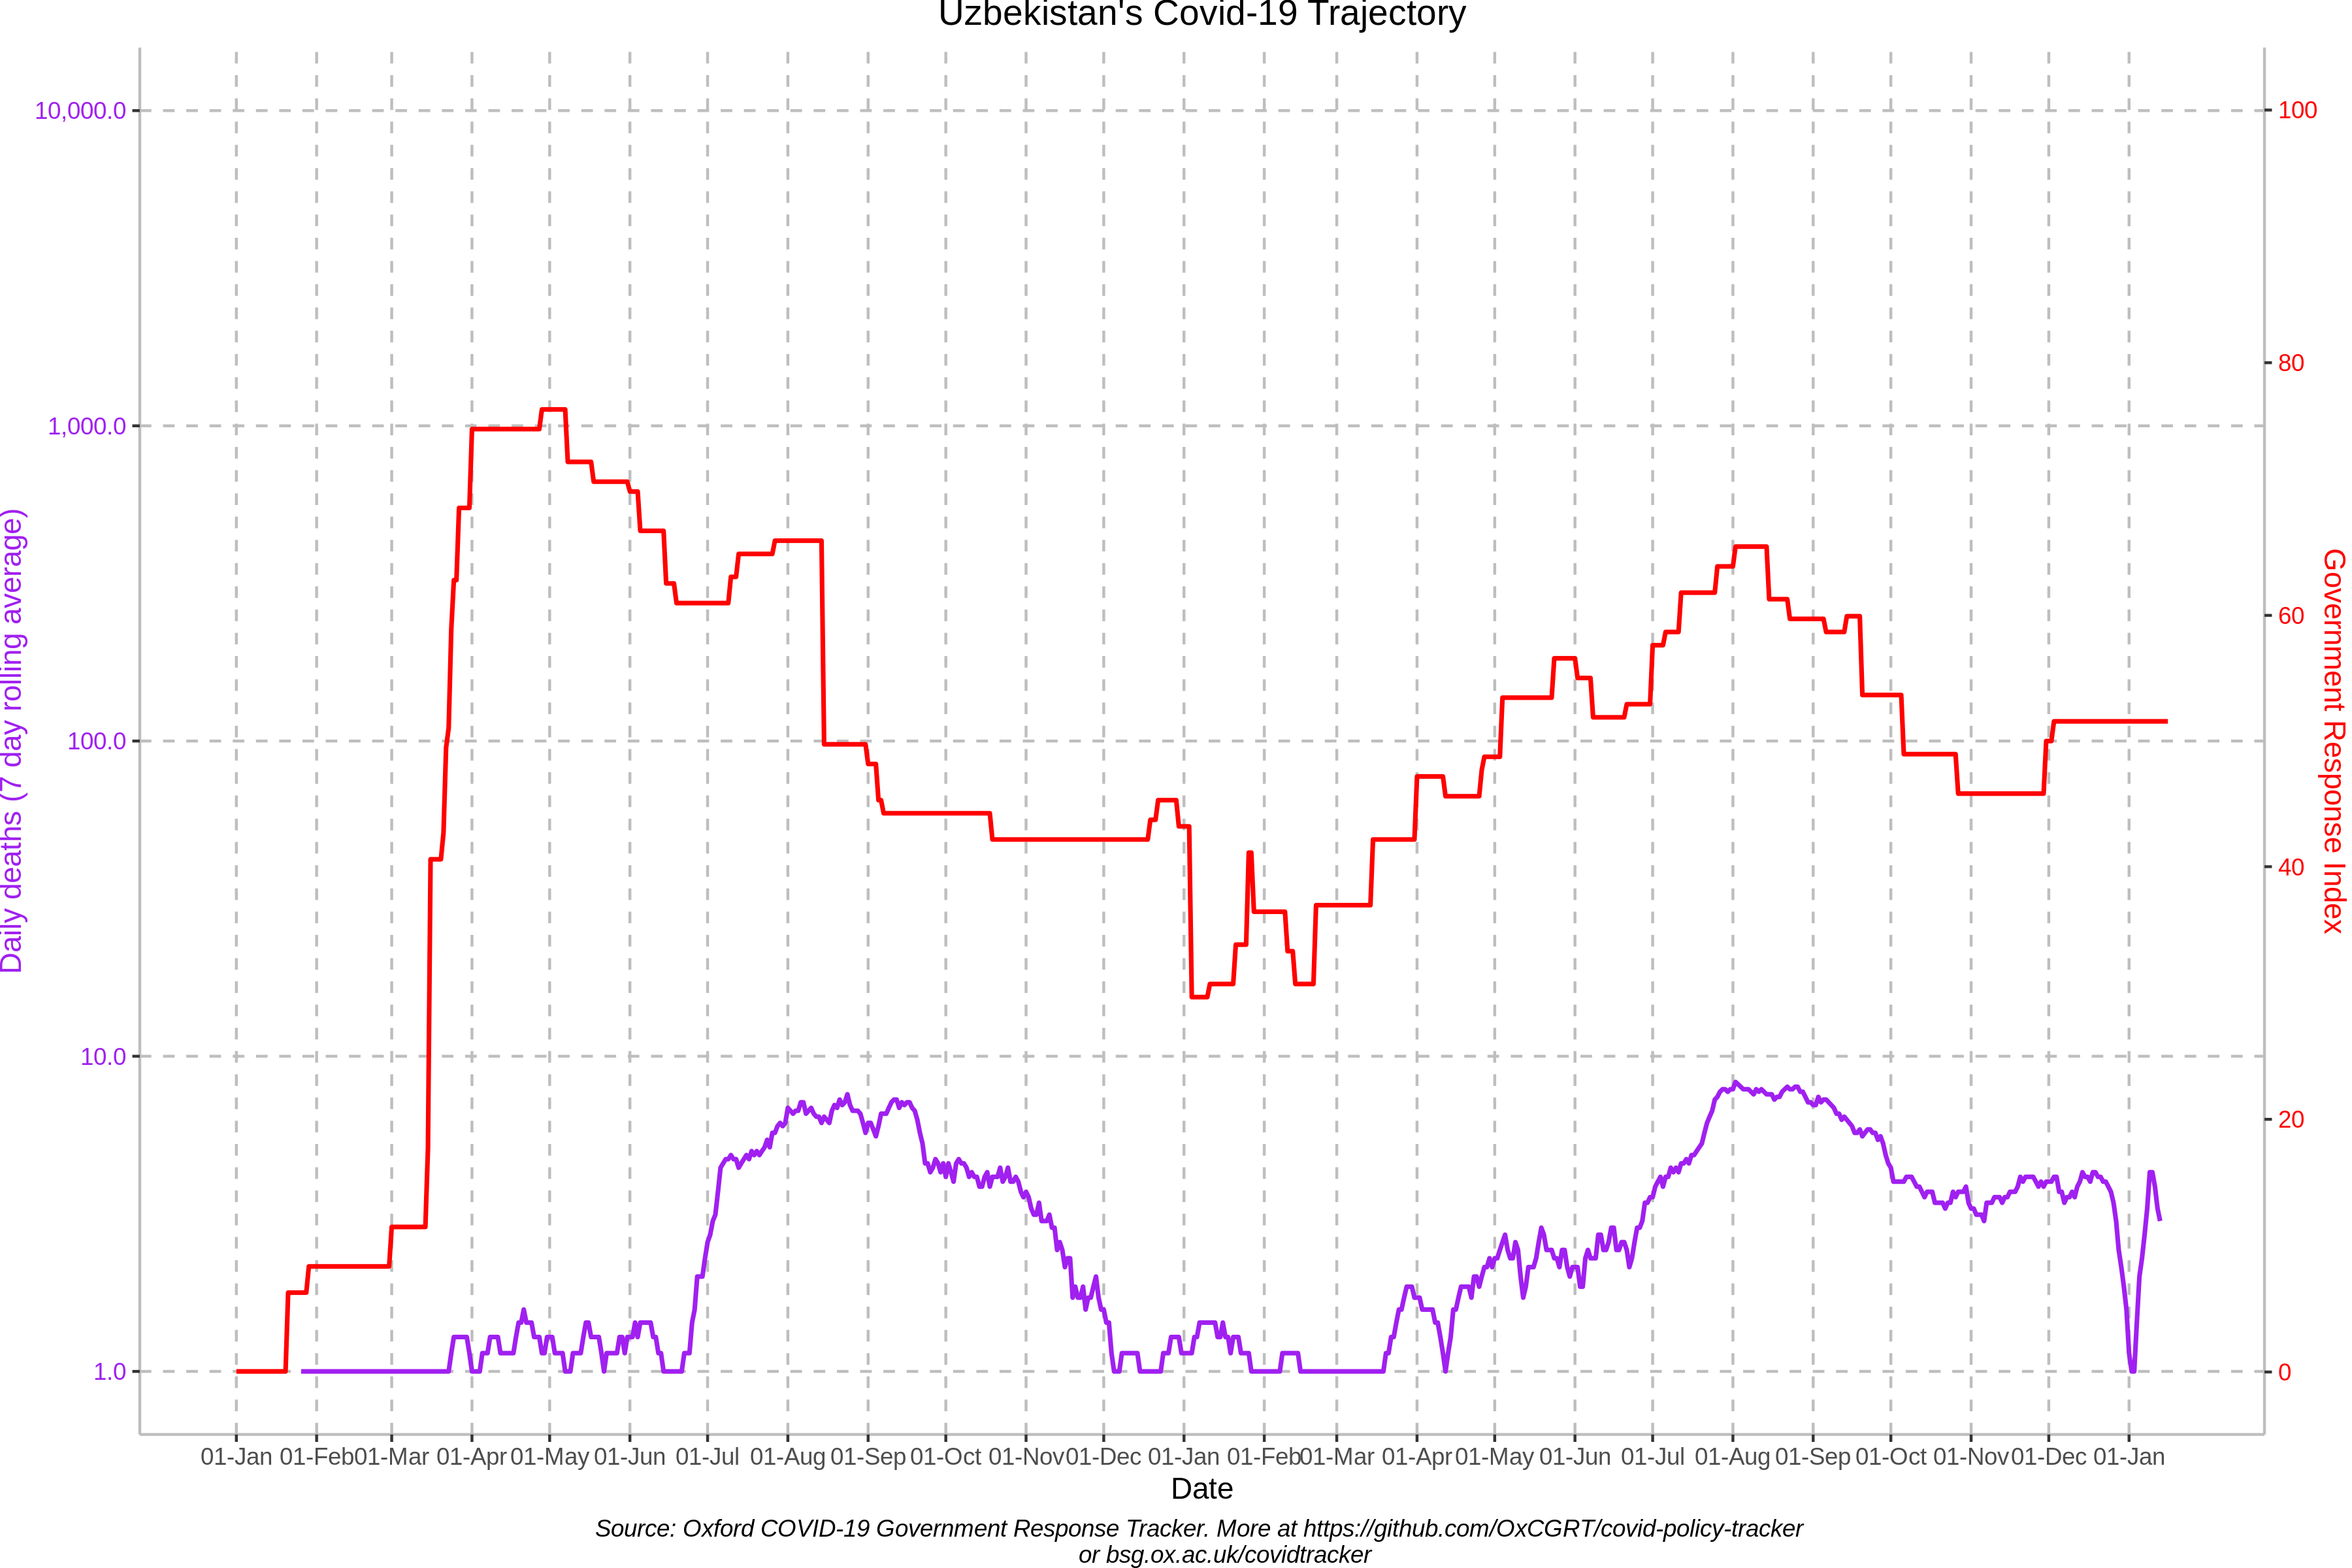 Uzbekistan's Covid-19 Trajectory
10,000.0
1,000.0
100.0
10.0
1.0
Daily deaths (7 day rolling average)
100
80
60
40
20
0
Government Response Index
01-Jan 01-Feb 01-Mar 01-Apr 01-May 01-Jun 01-Jul 01-Aug 01-Sep 01-Oct 01-Nov 01-Dec 01-Jan 01-Feb 01-Mar 01-Apr 01-May 01-Jun 01-Jul 01-Aug 01-Sep 01-Oct 01-Nov 01-Dec 01-Jan
Date
Source: Oxford COVID-19 Government Response Tracker. More at https://github.com/OxCGRT/covid-policy-tracker
or bsg.ox.ac.uk/covidtracker